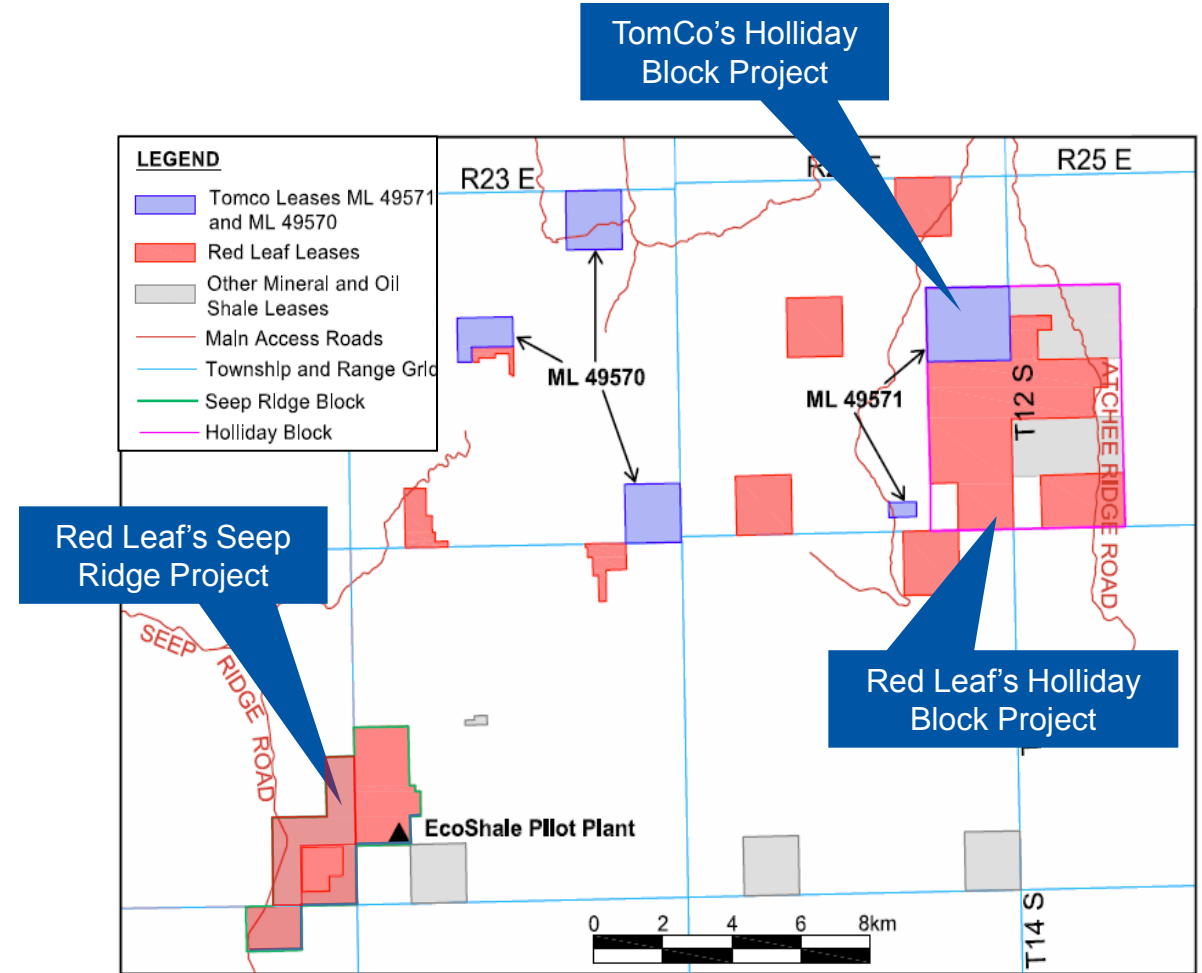 TomCo's Holliday
Block Project
LEGEND
Tomco Leases ML 49571
and ML 49570
Red Leaf Leases
Other Mineral and Oil
Shale Leases
Main Access Roads
Township and Range Grid
Seep Ridge Block
Holliday Block
R23 E
R25 E
ML 49570
ML 49571
T12 S
ATCHEE RIDGE ROAD
Red Leaf's Seep
Ridge Project
SEEP RIDGE ROAD
Red Leaf's Holliday
Block Project
EcoShale Pilot Plant
0 2 4 6 8km
T14 S